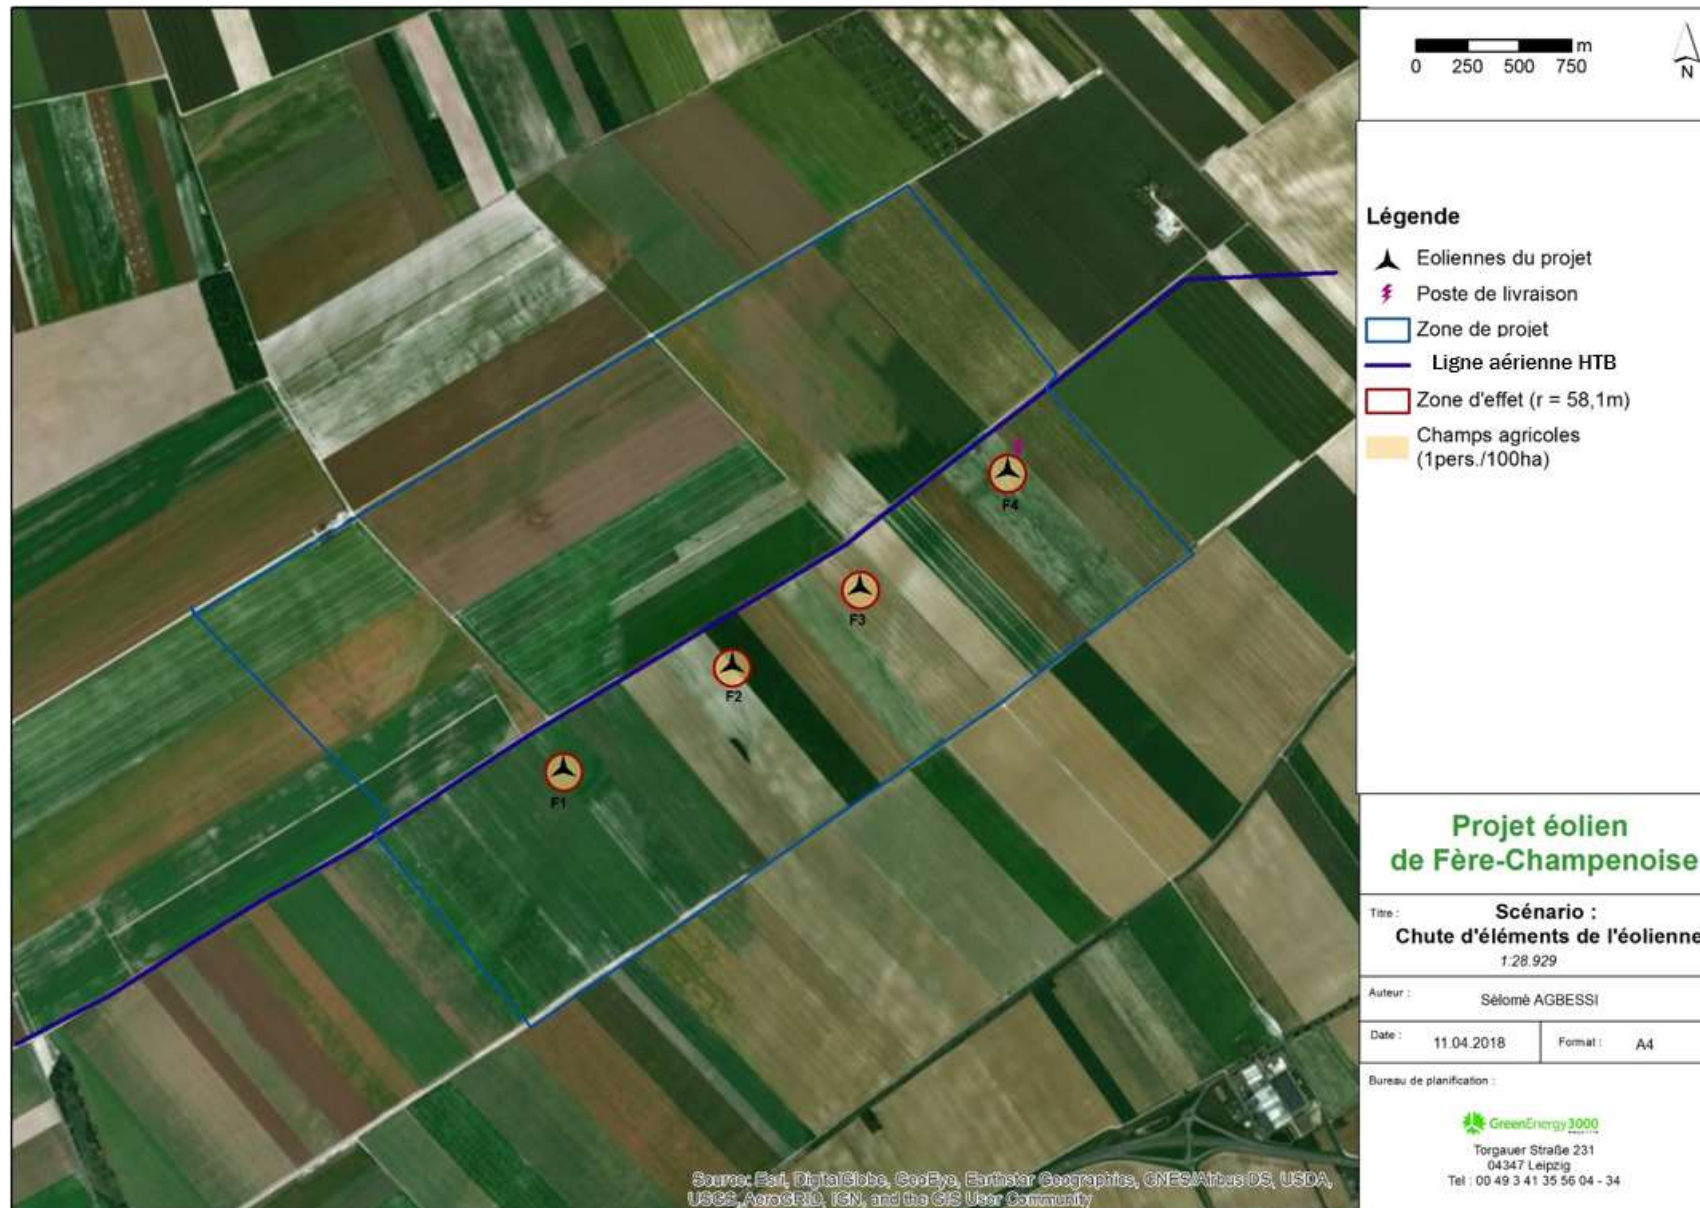 m
0 250 500 750
N
Légende
Eoliennes du projet
Poste de livraison
Zone de projet
Ligne aérienne HTB
Zone d'effet (r = 58,1m)
Champs agricoles
(1pers./100ha)
F4
F3
F2
F1
Projet éolien
de Fère-Champenoise
Titre :
Scénario :
Chute d'éléments de l'éolienne
1:28.929
Auteur :
Sèlomè AGBESSI
Date :
11.04.2018
Format :
A4
Bureau de planification :
GreenEnergy3000
Torgauer Straße 231
04347 Leipzig
Tel : 00 49 3 41 35 56 04 - 34
Source: Esri, DigitalGlobe, GeoEye, Earthstar Geographics, CNES/Airbus DS, USDA,
USGS, AeroGRID, IGN, and the GIS User Community